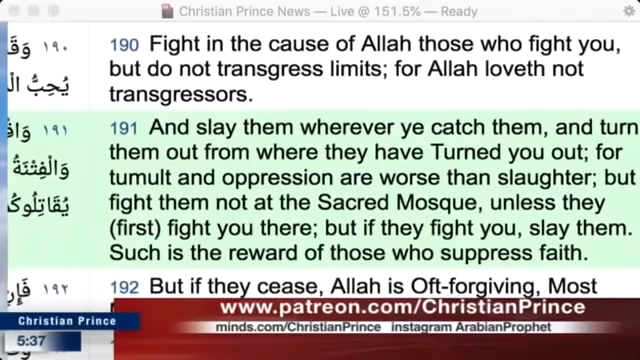 Christian Prince News — Live @ 151.5% — Ready
١٩٠ وَقَ
190 Fight in the cause of Allah those who fight you,
but do not transgress limits; for Allah loveth not
يُحِبُّ
transgressors.
١٩١
191 And slay them wherever ye catch them, and turn
them out from where they have Turned you out; for
وَالْفِتْنَةُ
tumult and oppression are worse than slaughter; but
fight them not at the Sacred Mosque, unless they
يُقَاتِلُوكُ
(first) fight you there; but if they fight you, slay them.
Such is the reward of those who suppress faith.
١٩٢ فَإِنِ
192 But if they cease, Allah is Oft-forgiving, Most
www.patreon.com/ChristianPrince
Christian Prince
minds.com/ChristianPrince instagram ArabianProphet
5:37